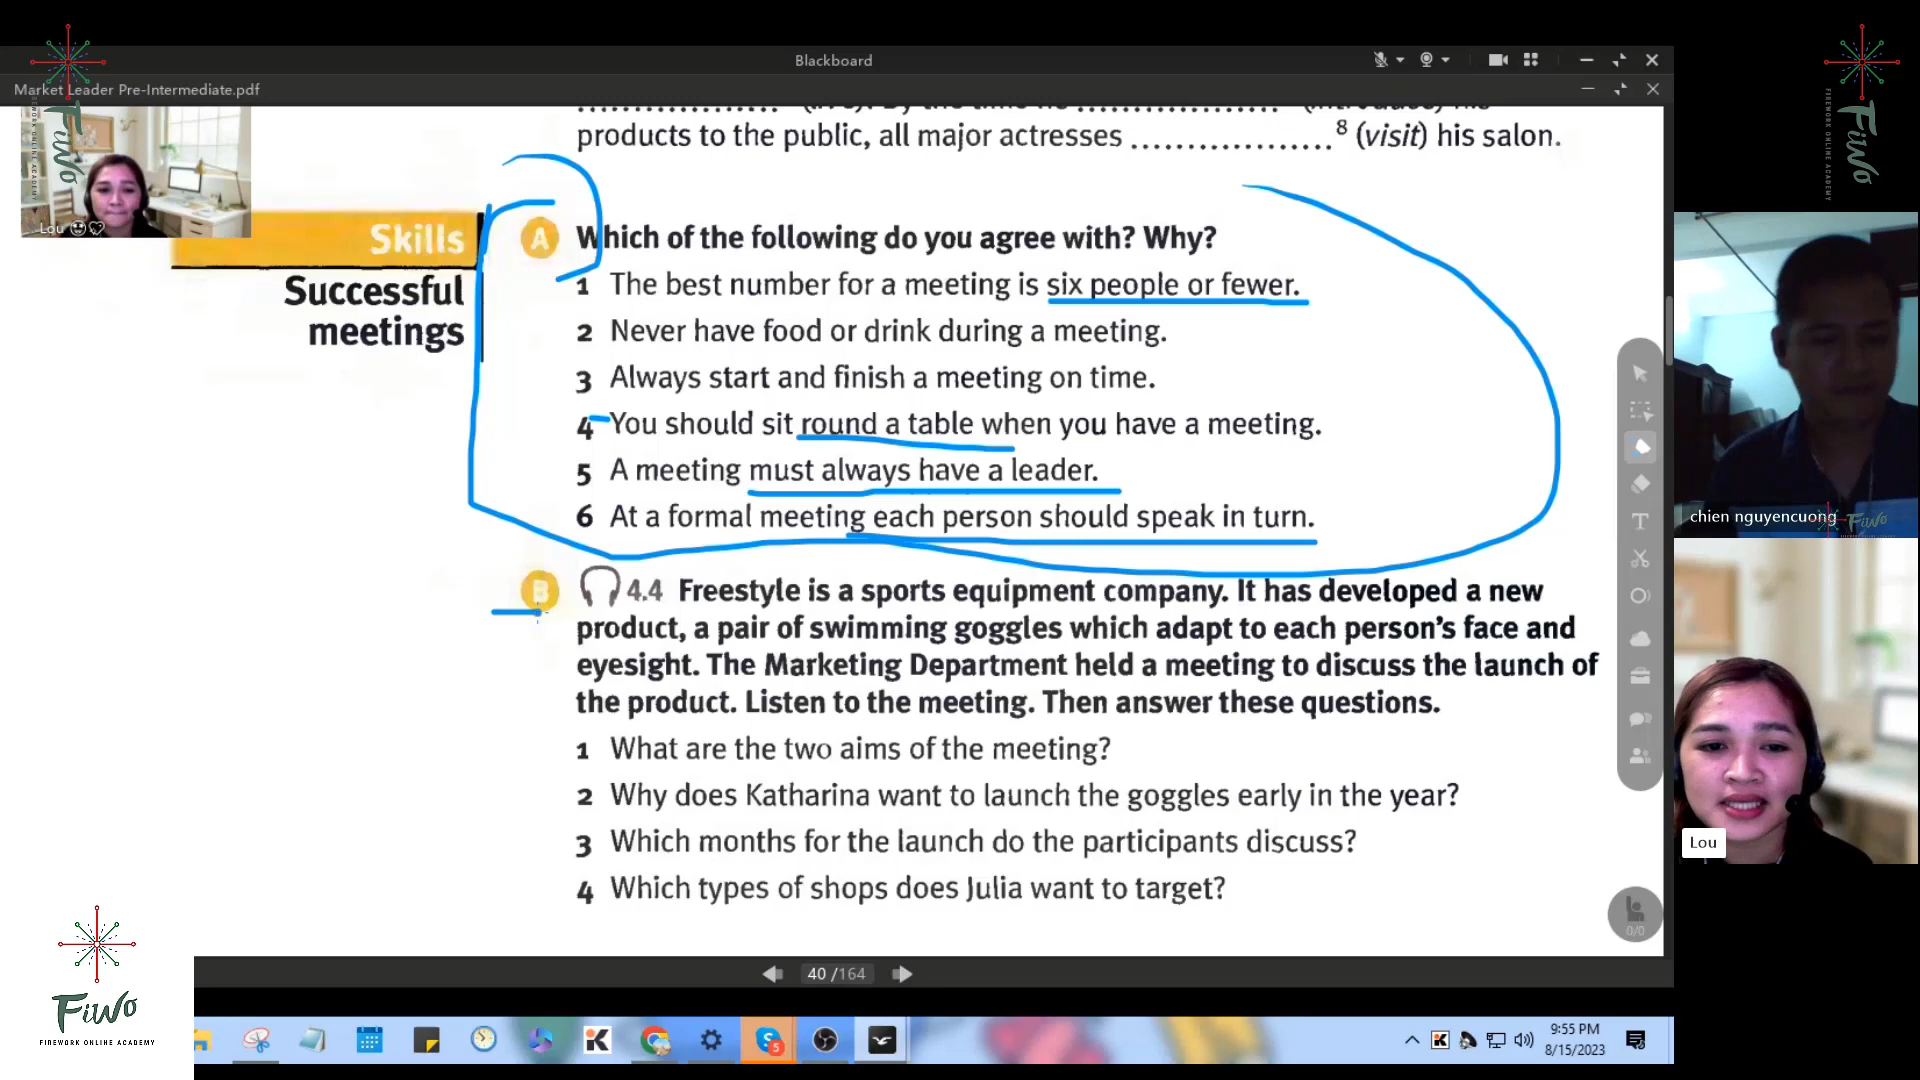 Blackboard
Market Leader Pre-Intermediate.pdf
products to the public, all major actresses .................. 8 (visit) his salon.
Lou
Skills
Successful
meetings
A Which of the following do you agree with? Why?
1 The best number for a meeting is six people or fewer.
2 Never have food or drink during a meeting.
3 Always start and finish a meeting on time.
4 You should sit round a table when you have a meeting.
5 A meeting must always have a leader.
6 At a formal meeting each person should speak in turn.
B 4.4 Freestyle is a sports equipment company. It has developed a new
product, a pair of swimming goggles which adapt to each person's face and
eyesight. The Marketing Department held a meeting to discuss the launch of
the product. Listen to the meeting. Then answer these questions.
1 What are the two aims of the meeting?
2 Why does Katharina want to launch the goggles early in the year?
3 Which months for the launch do the participants discuss?
4 Which types of shops does Julia want to target?
0/0
40 /164
chien nguyencuong
FiWo
Lou
FiWo
FIREWORK ONLINE ACADEMY
FiWo
FIREWORK ONLINE ACADEMY
FiWo
9:55 PM
8/15/2023